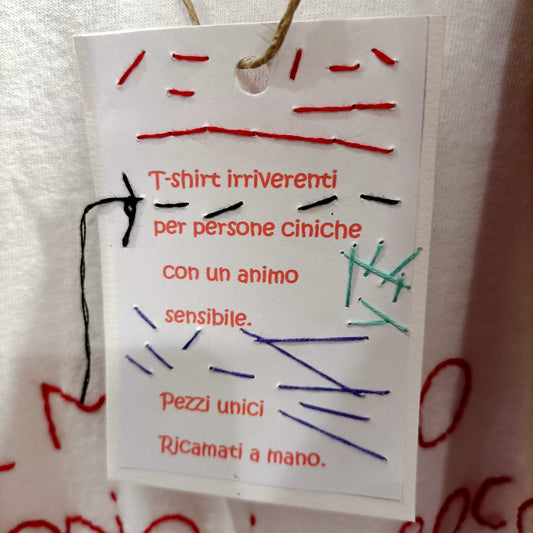 T-shirt irriverenti
per persone ciniche
con un animo
sensibile.
Pezzi unici
Ricamati a mano.